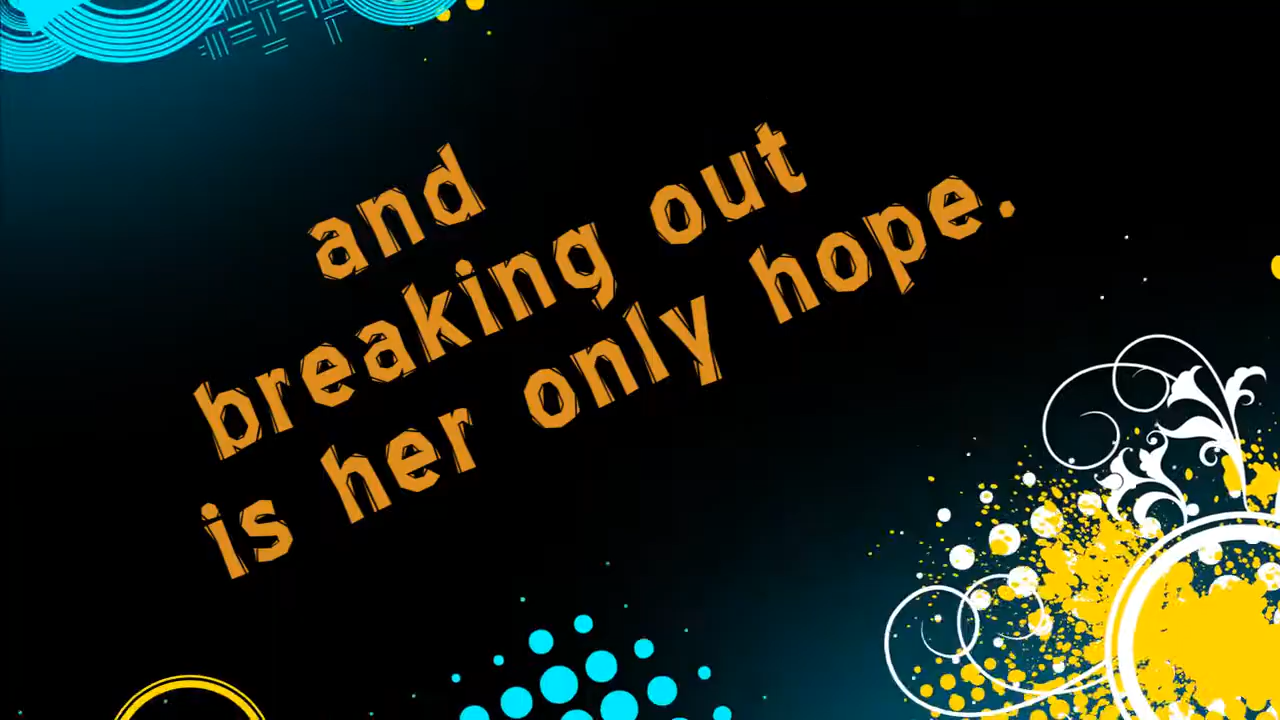 and
breaking out
is her only hope.